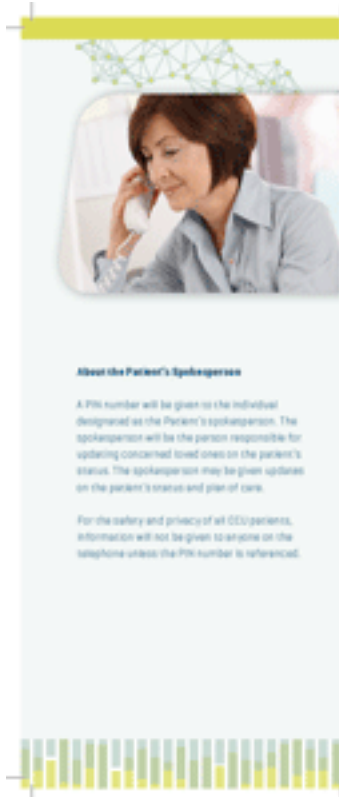 About the Patient's Spokesperson
A PIN number will be given to the individual
designated as the Patient's spokesperson. The
spokesperson will be the person responsible for
updating concerned loved ones on the patient's
status. The spokesperson may be given updates
on the patient's status and plan of care.
For the safety and privacy of all CCU patients,
information will not be given to anyone on the
telephone unless the PIN number is referenced.